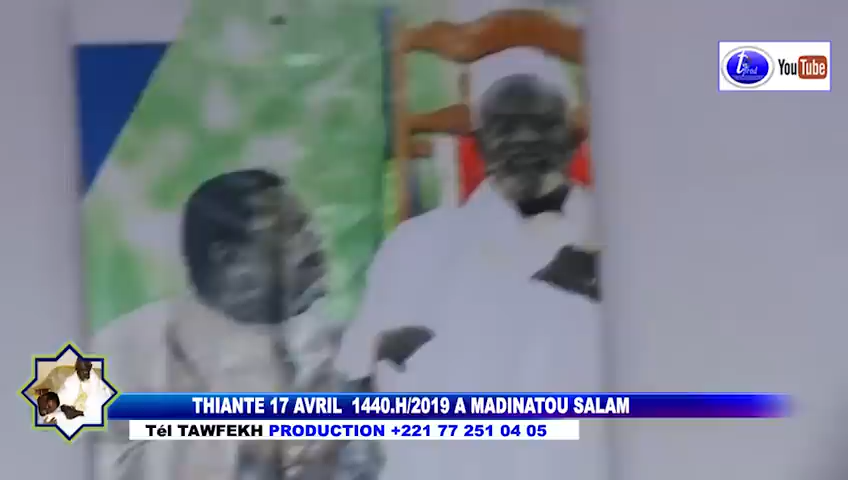 YouTube
THIANTE 17 AVRIL 1440.H/2019 A MADINATOU SALAM
Tél TAWFEKH PRODUCTION +221 77 251 04 05